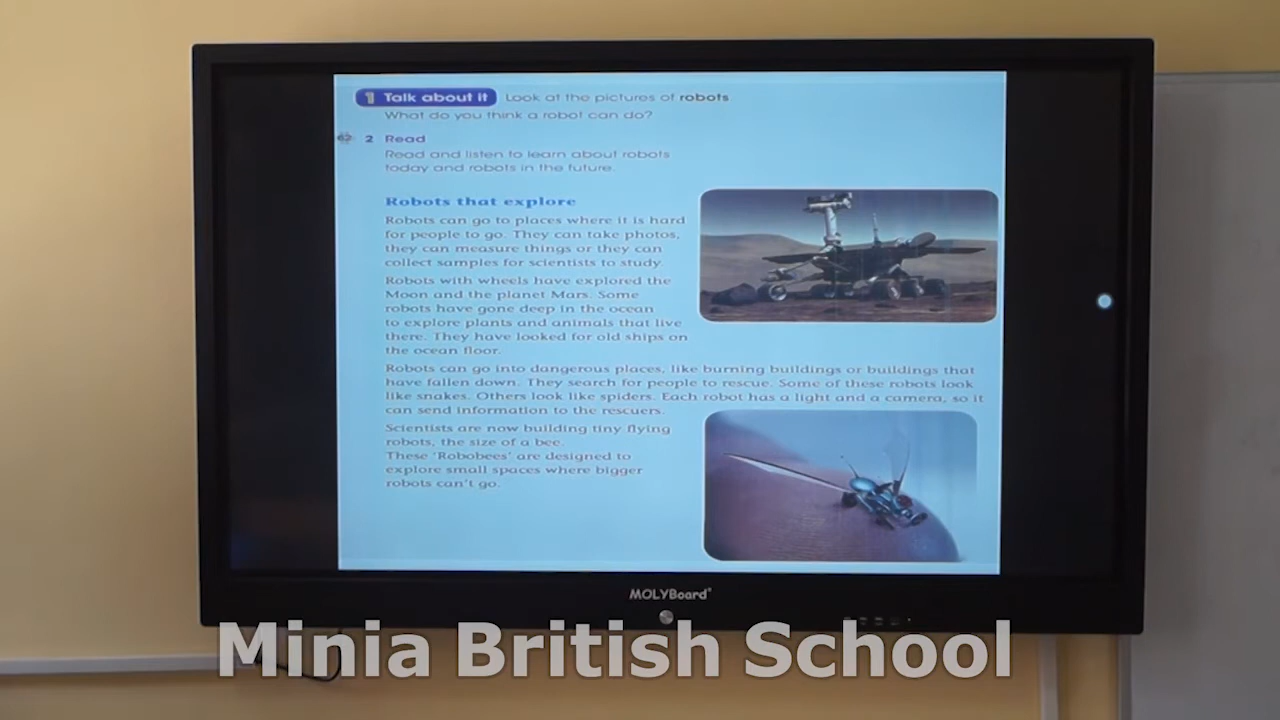 1 Talk about it Look at the pictures of robots
What do you think a robot can do?
62 2 Read
Read and listen to learn about robots
today and robots in the future.
Robots that explore
Robots can go to places where it is hard
for people to go. They can take photos,
they can measure things or they can
collect samples for scientists to study.
Robots with wheels have explored the
Moon and the planet Mars. Some
robots have gone deep in the ocean
to explore plants and animals that live
there. They have looked for old ships on
the ocean floor.
Robots can go into dangerous places, like burning buildings or buildings that
have fallen down. They search for people to rescue. Some of these robots look
like snakes. Others look like spiders. Each robot has a light and a camera, so it
can send information to the rescuers.
Scientists are now building tiny flying
robots, the size of a bee.
These ‘Robobees’ are designed to
explore small spaces where bigger
robots can't go.
MOLYBoard
Minia British School